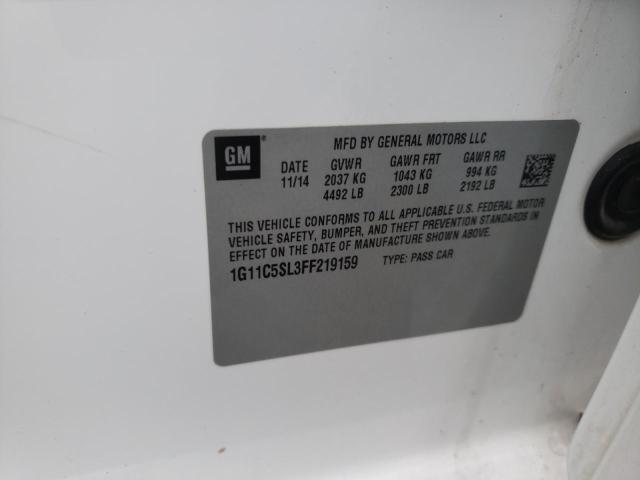 GM
MFD BY GENERAL MOTORS LLC
DATE GVWR GAWR FRT GAWR RR
11/14 2037 KG 1043 KG 994 KG
4492 LB 2300 LB 2192 LB
THIS VEHICLE CONFORMS TO ALL APPLICABLE U.S. FEDERAL MOTOR
VEHICLE SAFETY, BUMPER, AND THEFT PREVENTION STANDARDS IN
EFFECT ON THE DATE OF MANUFACTURE SHOWN ABOVE.
1G11C5SL3FF219159 TYPE: PASS CAR